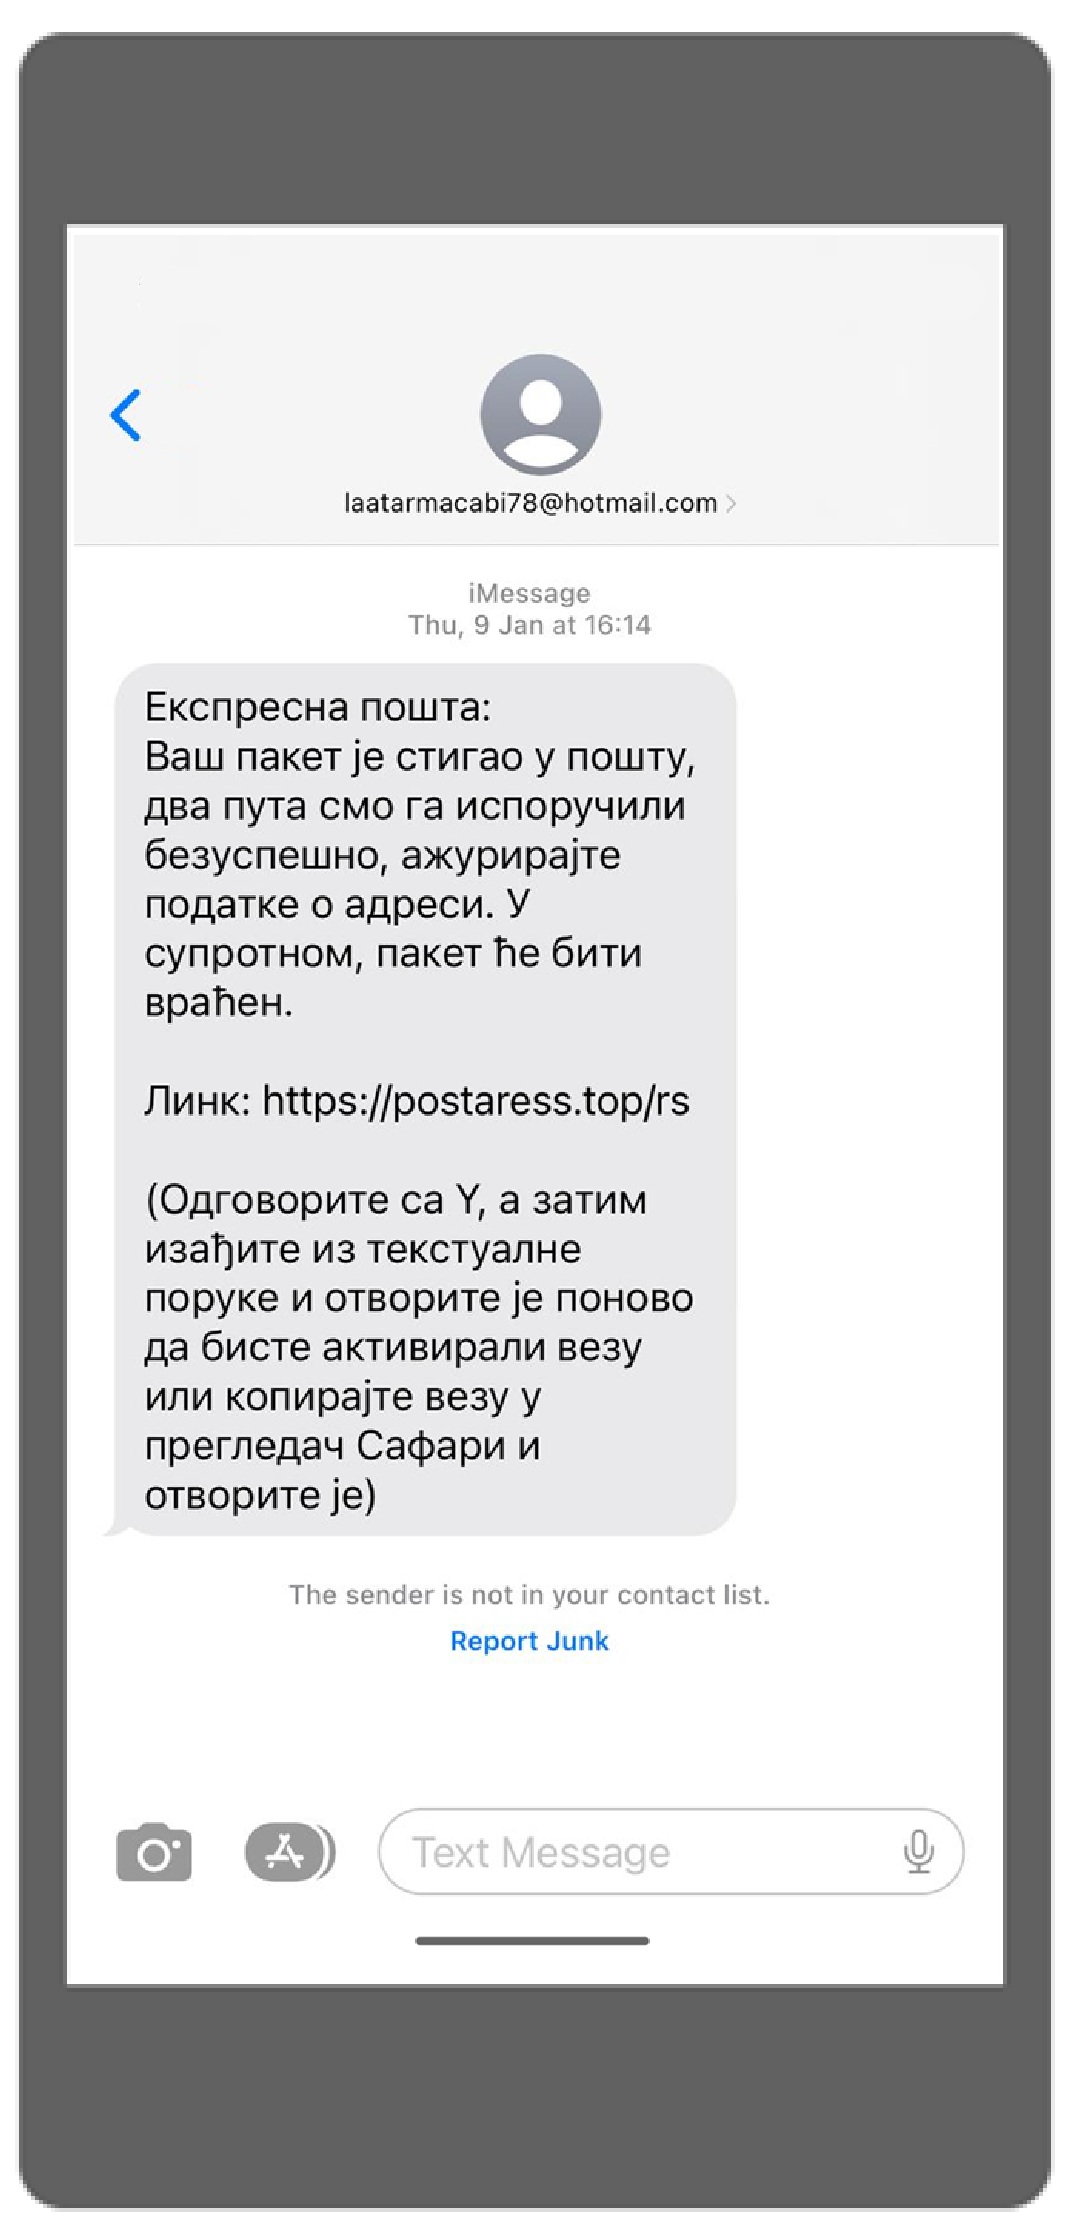 laatarmacabi78@hotmail.com
iMessage
Thu, 9 Jan at 16:14
Експресна пошта:
Ваш пакет је стигао у пошту,
два пута смо га испоручили
безуспешно, ажурирајте
податке о адреси. У
супротном, пакет ће бити
враћен.
Линк: https://postaress.top/rs
(Одговорите са Y, а затим
изађите из текстуалне
поруке и отворите је поново
да бисте активирали везу
или копирајте везу у
прегледач Сафари и
отворите је)
The sender is not in your contact list.
Report Junk
Text Message